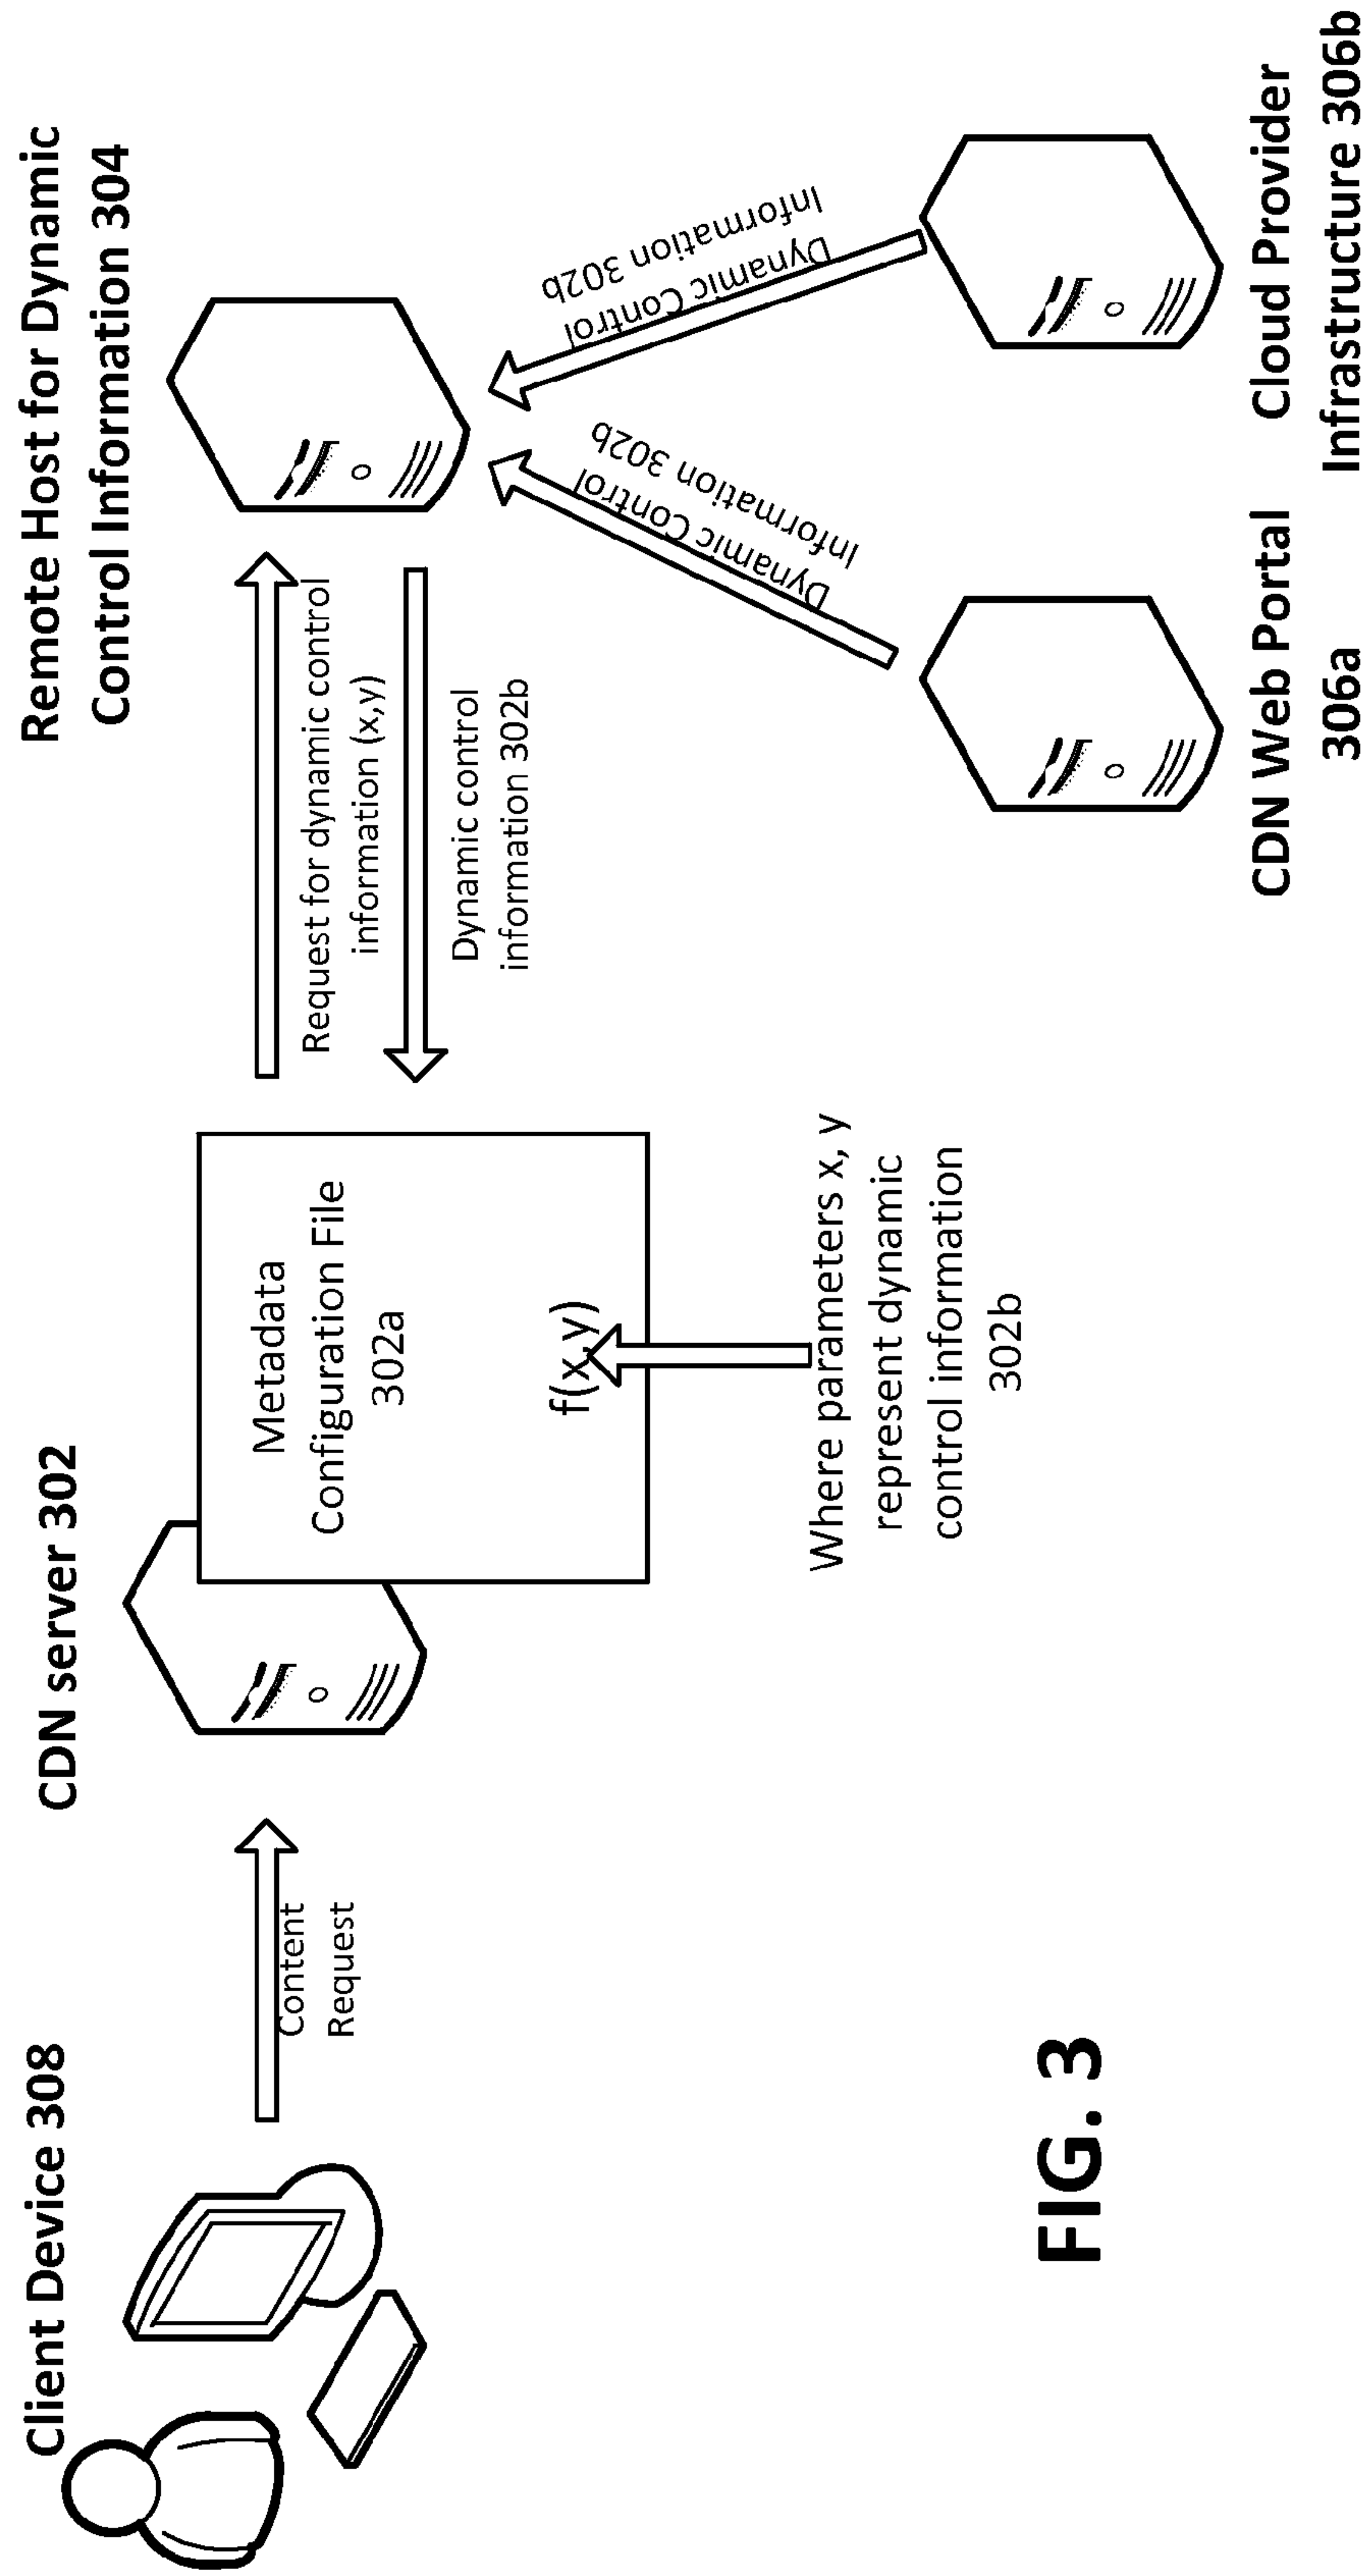 Client Device 308
CDN server 302
Remote Host for Dynamic
Control Information 304
Content
Request
Metadata
Configuration File
302a
f(x,y)
Request for dynamic control
information (x,y)
Dynamic control
information 302b
Where parameters x, y
represent dynamic
control information
302b
Dynamic Control
Information 302b
Dynamic Control
Information 302b
CDN Web Portal
306a
Cloud Provider
Infrastructure 306b
FIG. 3